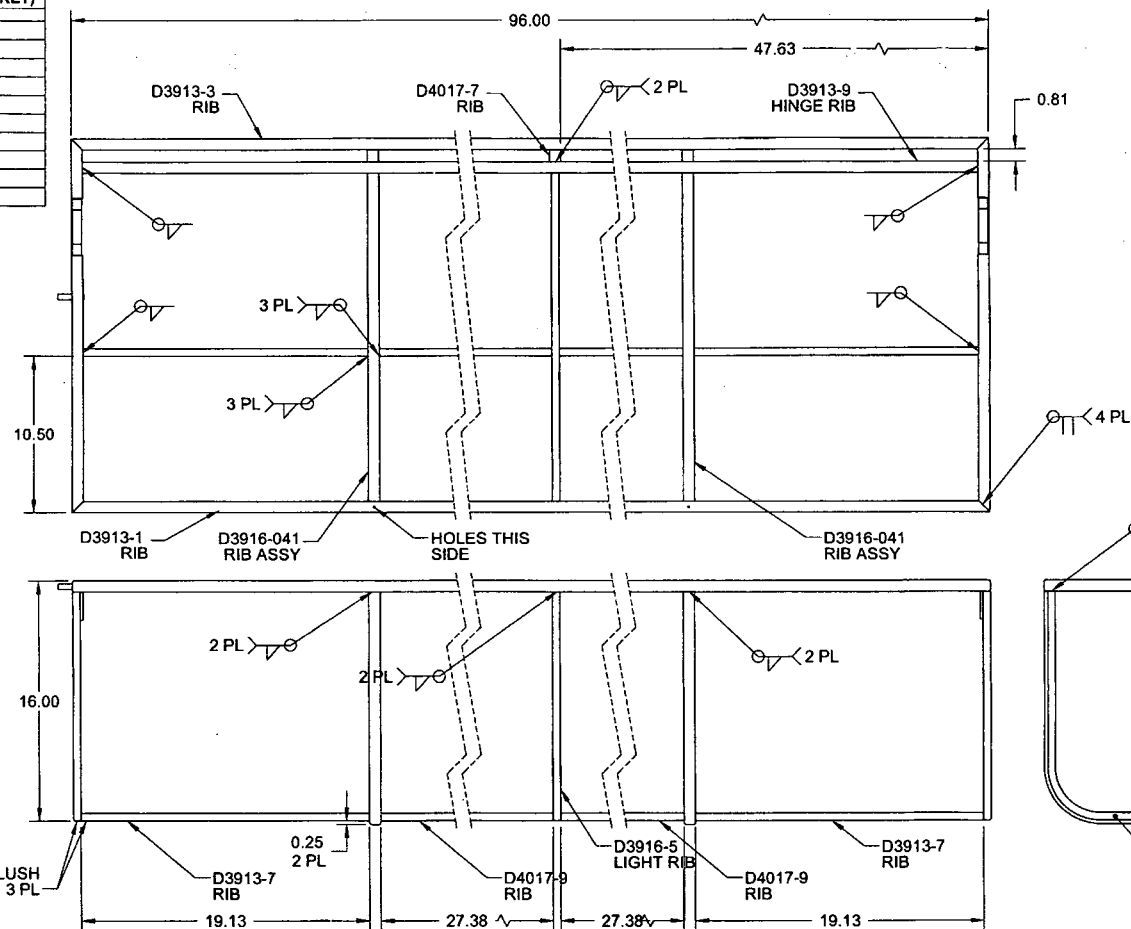 96.00
47.63
D3913-3
RIB
D4017-7
RIB
2 PL
D3913-9
HINGE RIB
0.81
3 PL
3 PL
10.50
4 PL
D3913-1
RIB
D3916-041
RIB ASSY
HOLES THIS
SIDE
D3916-041
RIB ASSY
2 PL
2 PL
2 PL
16.00
0.25
2 PL
D3916-5
LIGHT RIB
D3913-7
RIB
LUSH
3 PL
D3913-7
RIB
D4017-9
RIB
D4017-9
RIB
19.13
27.38
27.38
19.13